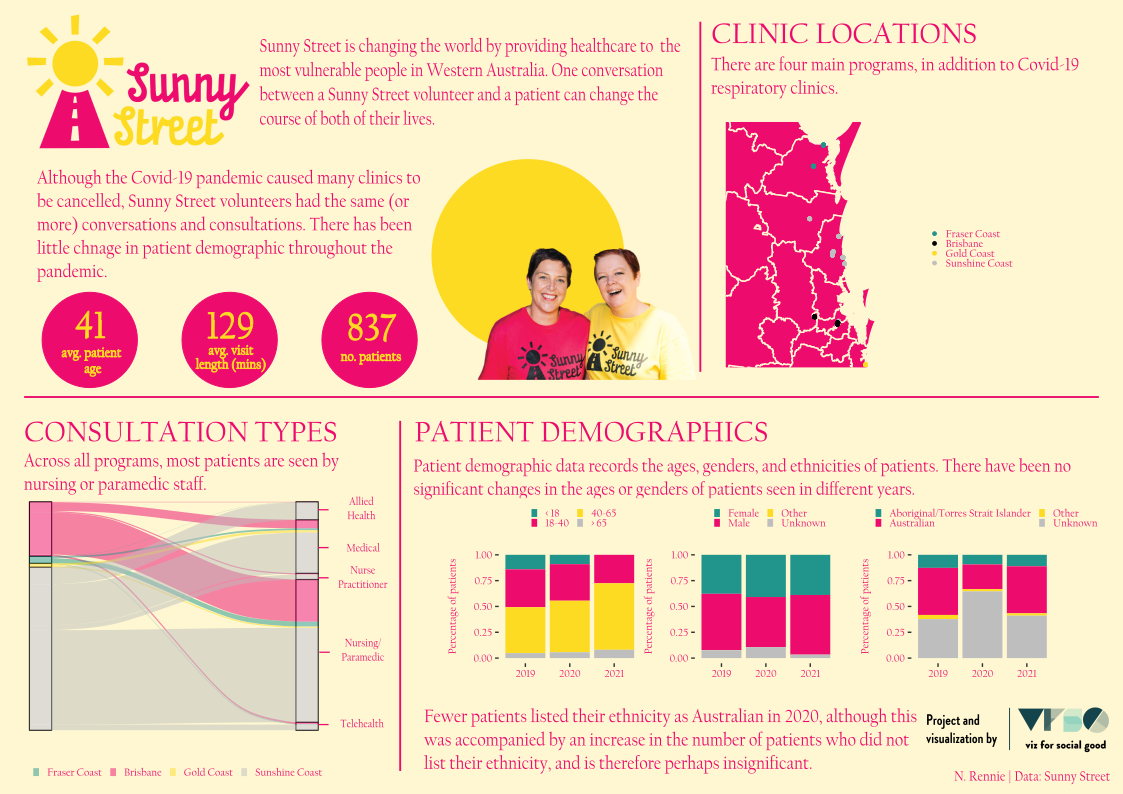 Sunny
Street
Sunny Street is changing the world by providing healthcare to the
most vulnerable people in Western Australia. One conversation
between a Sunny Street volunteer and a patient can change the
course of both of their lives.
Although the Covid-19 pandemic caused many clinics to
be cancelled, Sunny Street volunteers had the same (or
more) conversations and consultations. There has been
little chnage in patient demographic throughout the
pandemic.
41
avg. patient
age
129
avg. visit
length (mins)
837
no. patients
Sunny
Street
Sunny
Street
CLINIC LOCATIONS
There are four main programs, in addition to Covid-19
respiratory clinics.
Fraser Coast
Brisbane
Gold Coast
Sunshine Coast
CONSULTATION TYPES
Across all programs, most patients are seen by
nursing or paramedic staff.
Allied
Health
Medical
Nurse
Practitioner
Nursing/
Paramedic
Telehealth
Fraser Coast Brisbane Gold Coast Sunshine Coast
PATIENT DEMOGRAPHICS
Patient demographic data records the ages, genders, and ethnicities of patients. There have been no
significant changes in the ages or genders of patients seen in different years.
<18 40-65
18-40 >65
Percentage of patients
1.00
0.75
0.50
0.25
0.00
2019 2020 2021
Female Other
Male Unknown
Percentage of patients
1.00
0.75
0.50
0.25
0.00
2019 2020 2021
Aboriginal/Torres Strait Islander Other
Australian Unknown
Percentage of patients
1.00
0.75
0.50
0.25
0.00
2019 2020 2021
Fewer patients listed their ethnicity as Australian in 2020, although this
was accompanied by an increase in the number of patients who did not
list their ethnicity, and is therefore perhaps insignificant.
Project and
visualization by
viz for social good
N. Rennie | Data: Sunny Street